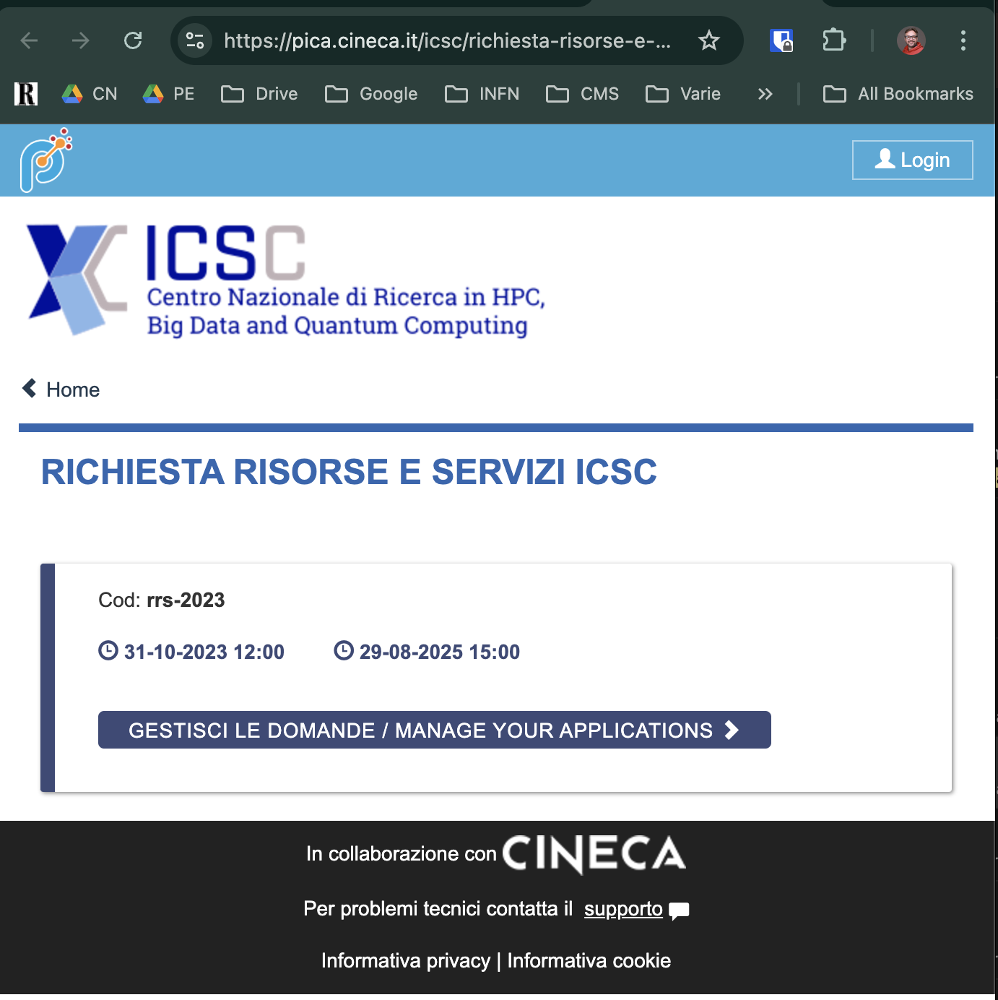 https://pica.cineca.it/icsc/richiesta-risorse-e-...
R CN PE Drive Google INFN CMS Varie All Bookmarks
Login
ICSC
Centro Nazionale di Ricerca in HPC,
Big Data and Quantum Computing
Home
RICHIESTA RISORSE E SERVIZI ICSC
Cod: rrs-2023
31-10-2023 12:00 29-08-2025 15:00
GESTISCI LE DOMANDE / MANAGE YOUR APPLICATIONS
In collaborazione con CINECA
Per problemi tecnici contatta il supporto
Informativa privacy | Informativa cookie